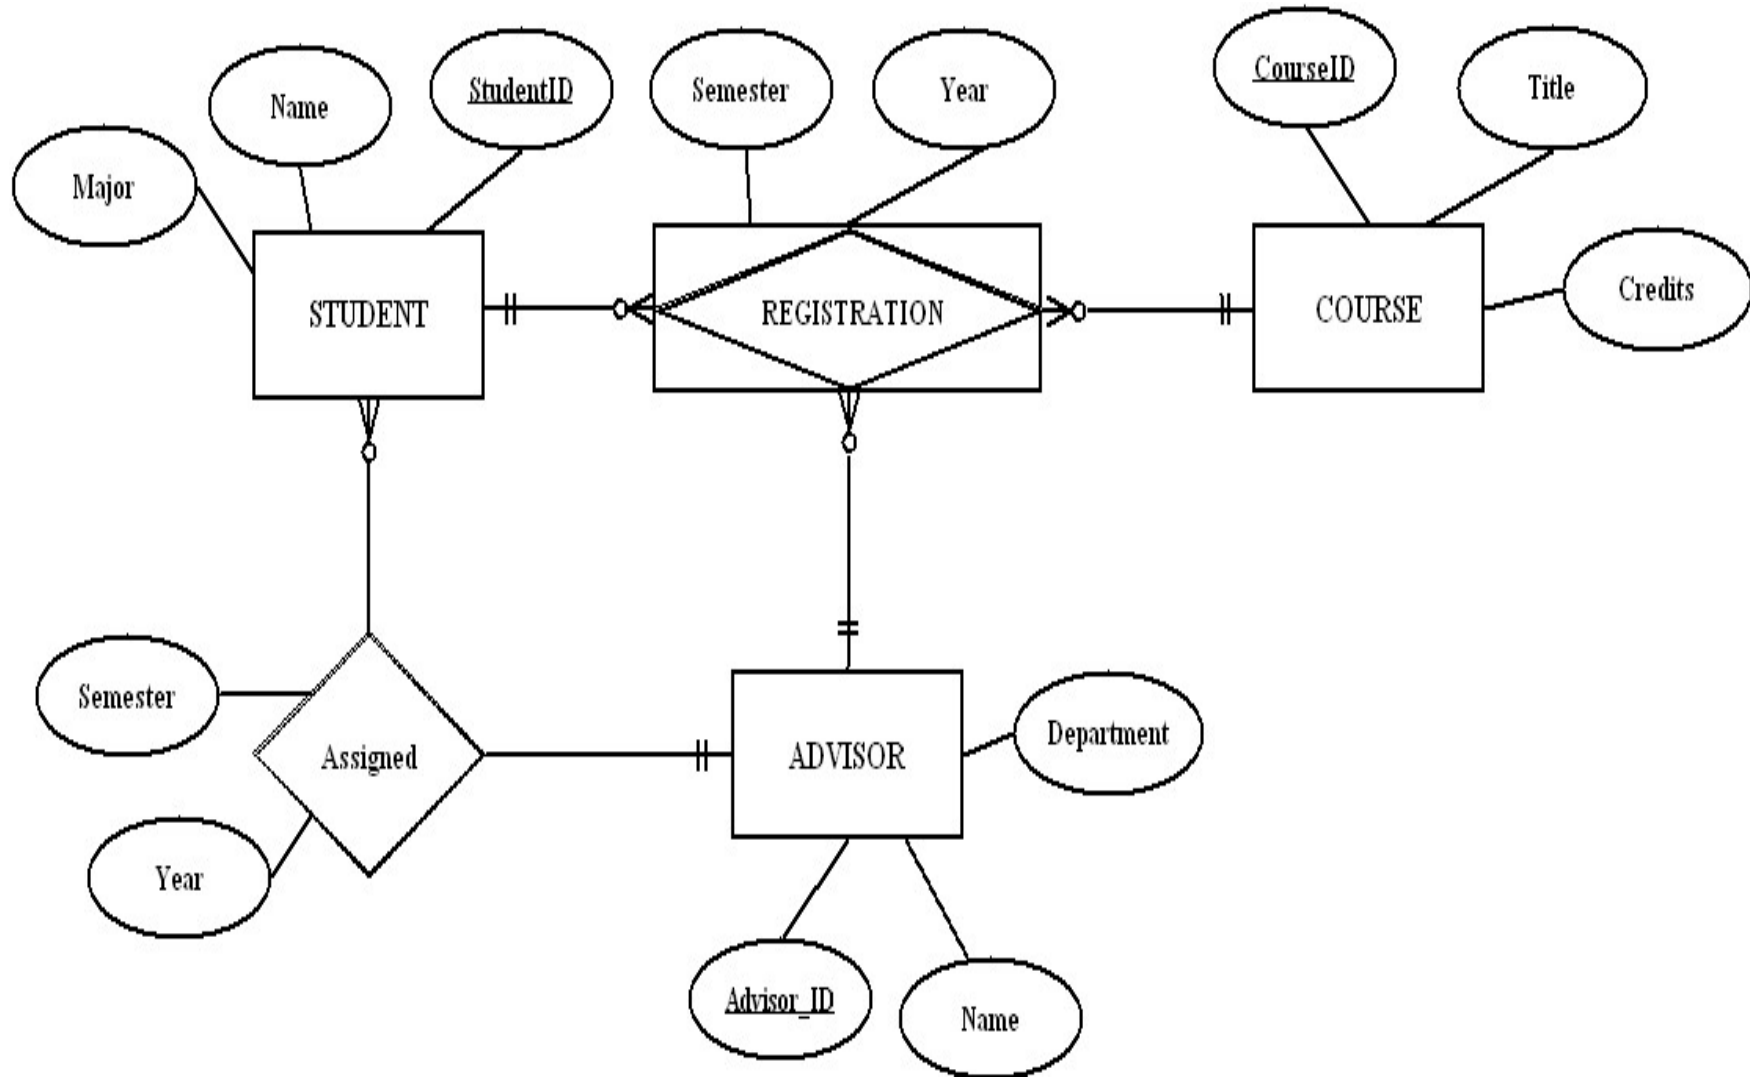 CourseID
Title
StudentID
Semester
Year
Name
Major
STUDENT
REGISTRATION
COURSE
Credits
Semester
Assigned
ADVISOR
Department
Year
Advisor_ID
Name